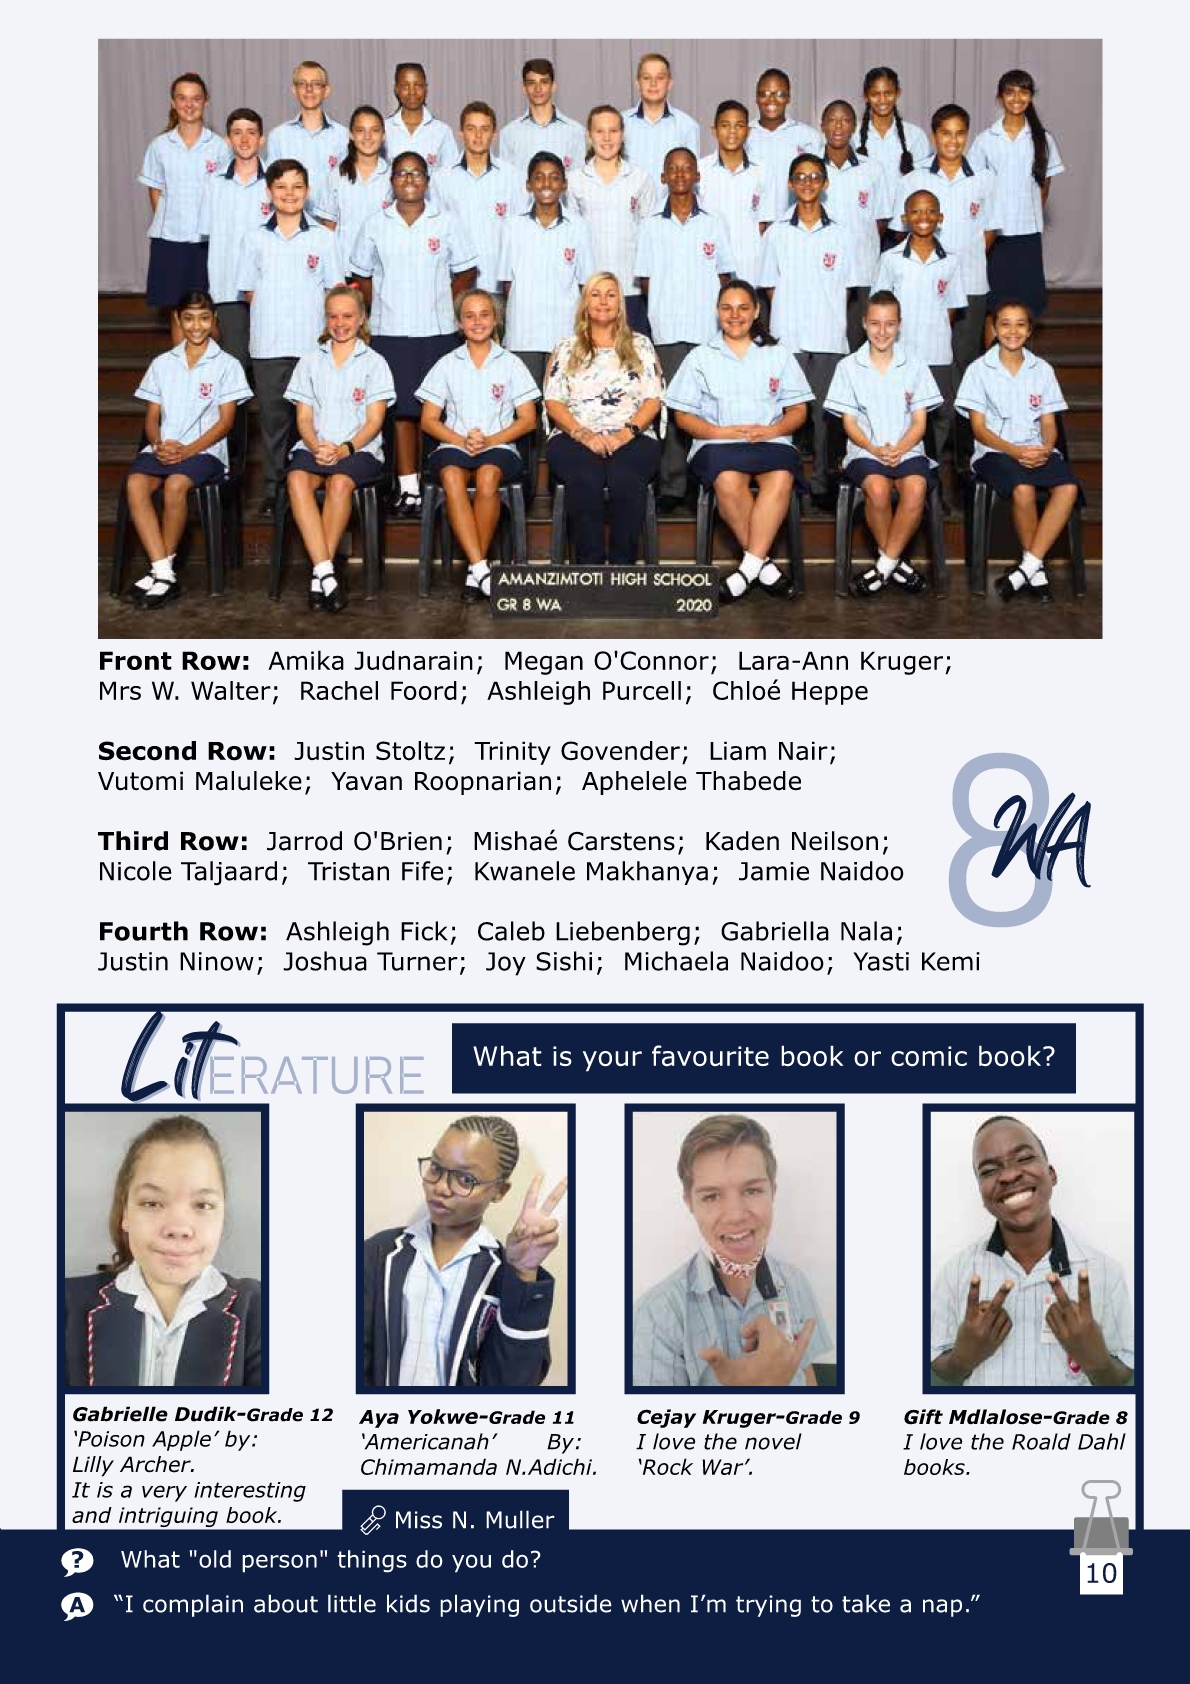 AMANZIMTOTI HIGH SCHOOL
GR 8 WA 2020
Front Row: Amika Judnarain; Megan O'Connor; Lara-Ann Kruger;
Mrs W. Walter; Rachel Foord; Ashleigh Purcell; Chloé Heppe
Second Row: Justin Stoltz; Trinity Govender; Liam Nair;
Vutomi Maluleke; Yavan Roopnarian; Aphelele Thabede
Third Row: Jarrod O'Brien; Mishaé Carstens; Kaden Neilson;
Nicole Taljaard; Tristan Fife; Kwanele Makhanya; Jamie Naidoo
Fourth Row: Ashleigh Fick; Caleb Liebenberg; Gabriella Nala;
Justin Ninow; Joshua Turner; Joy Sishi; Michaela Naidoo; Yasti Kemi
8 WA
LitERATURE
What is your favourite book or comic book?
Gabrielle Dudik-Grade 12
‘Poison Apple’ by:
Lilly Archer.
It is a very interesting
and intriguing book.
Aya Yokwe-Grade 11
‘Americanah’ By:
Chimamanda N.Adichi.
Cejay Kruger-Grade 9
I love the novel
‘Rock War’.
Gift Mdlalose-Grade 8
I love the Roald Dahl
books.
Miss N. Muller
? What "old person" things do you do?
A “I complain about little kids playing outside when I’m trying to take a nap.”
10